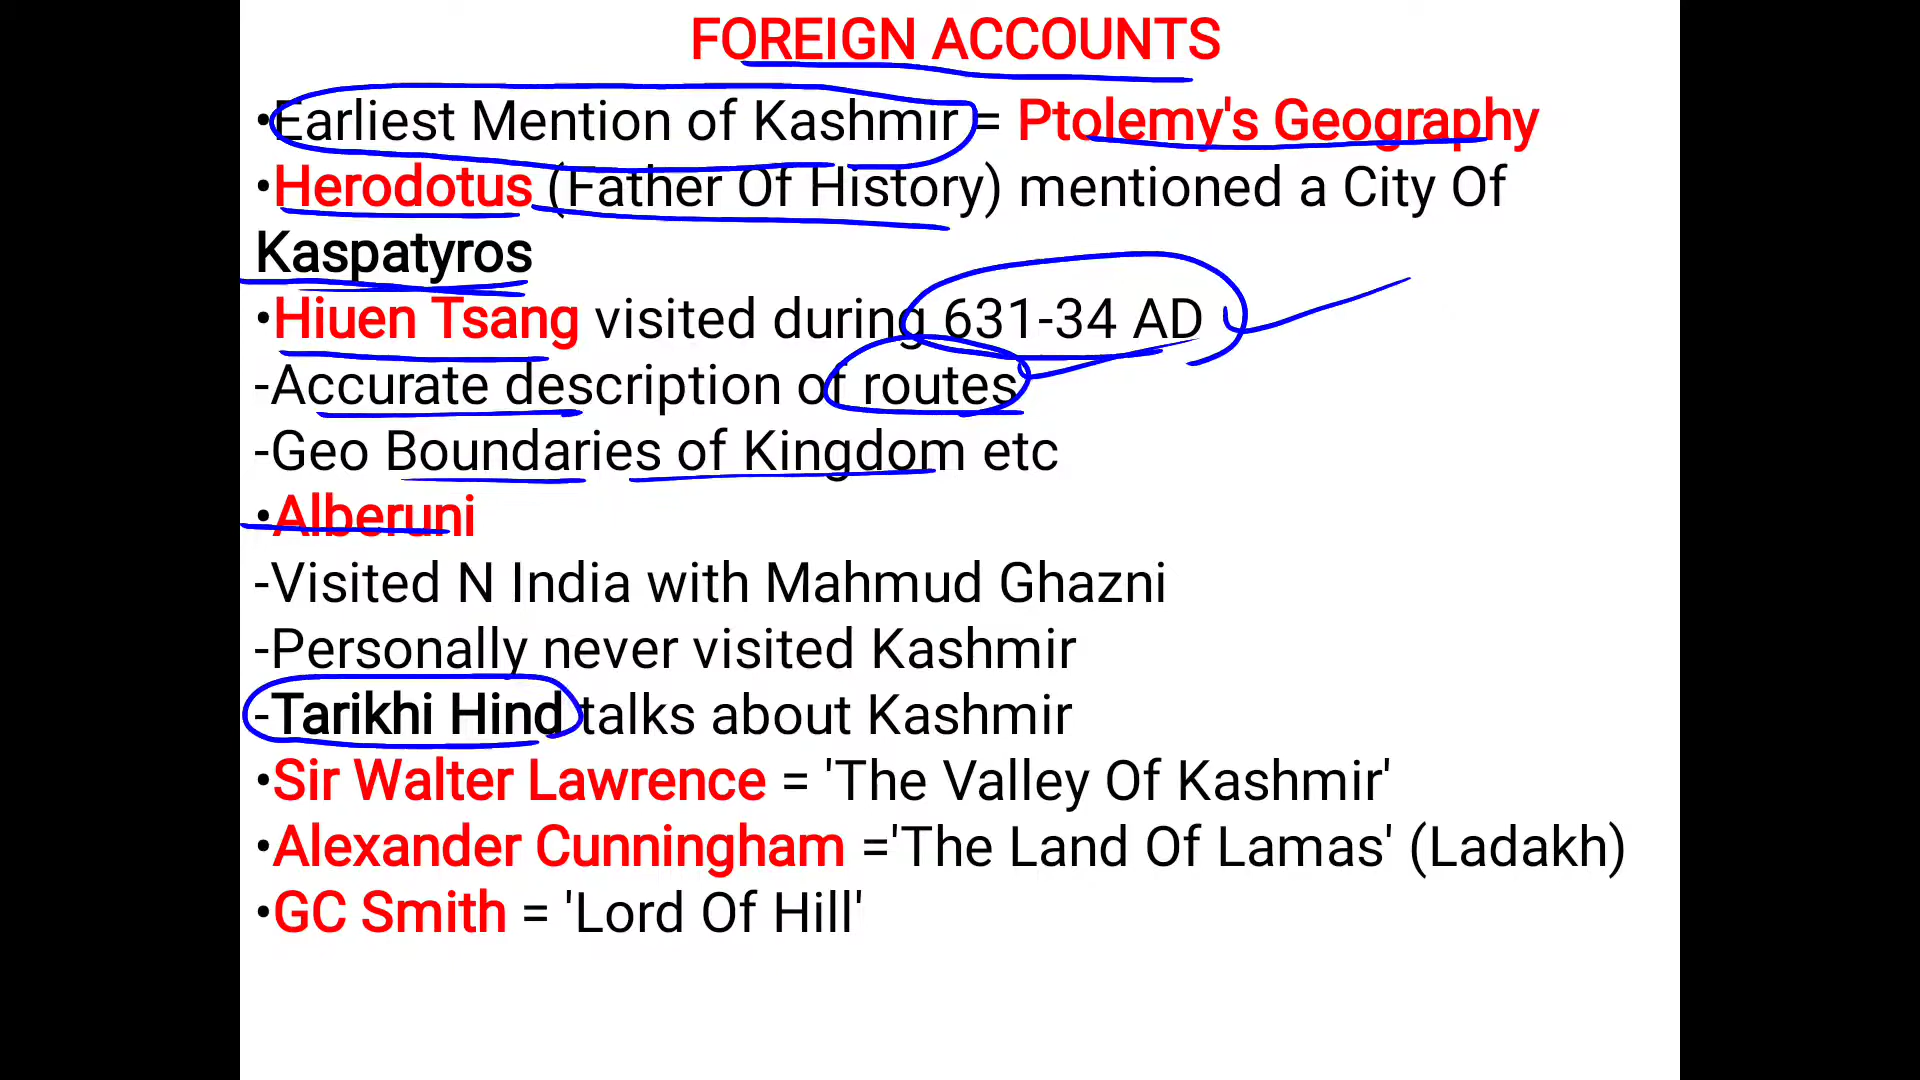 FOREIGN ACCOUNTS
•Earliest Mention of Kashmir = Ptolemy's Geography
•Herodotus (Father Of History) mentioned a City Of
Kaspatyros
•Hiuen Tsang visited during 631-34 AD
-Accurate description of routes
-Geo Boundaries of Kingdom etc
•Alberuni
-Visited N India with Mahmud Ghazni
-Personally never visited Kashmir
-Tarikhi Hind talks about Kashmir
•Sir Walter Lawrence = 'The Valley Of Kashmir'
•Alexander Cunningham ='The Land Of Lamas' (Ladakh)
•GC Smith = 'Lord Of Hill'